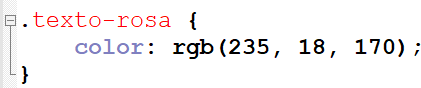 .texto-rosa {
    color: rgb(235, 18, 170);
}